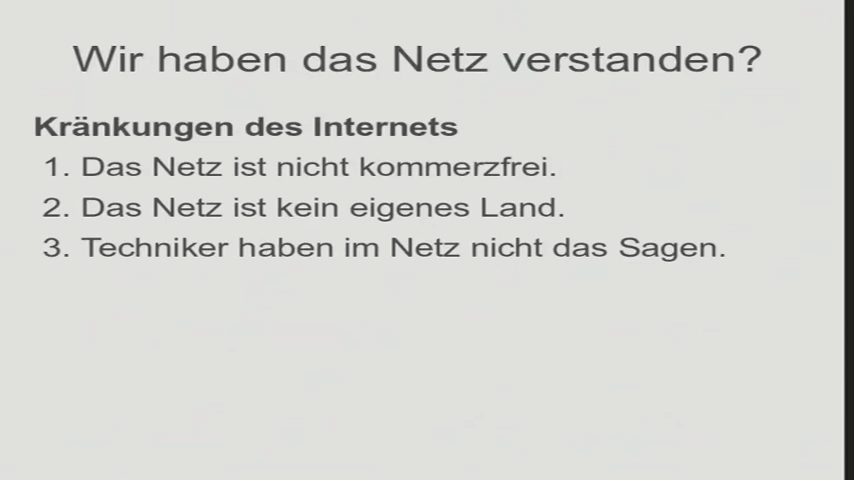 Wir haben das Netz verstanden?
Kränkungen des Internets
1. Das Netz ist nicht kommerzfrei.
2. Das Netz ist kein eigenes Land.
3. Techniker haben im Netz nicht das Sagen.